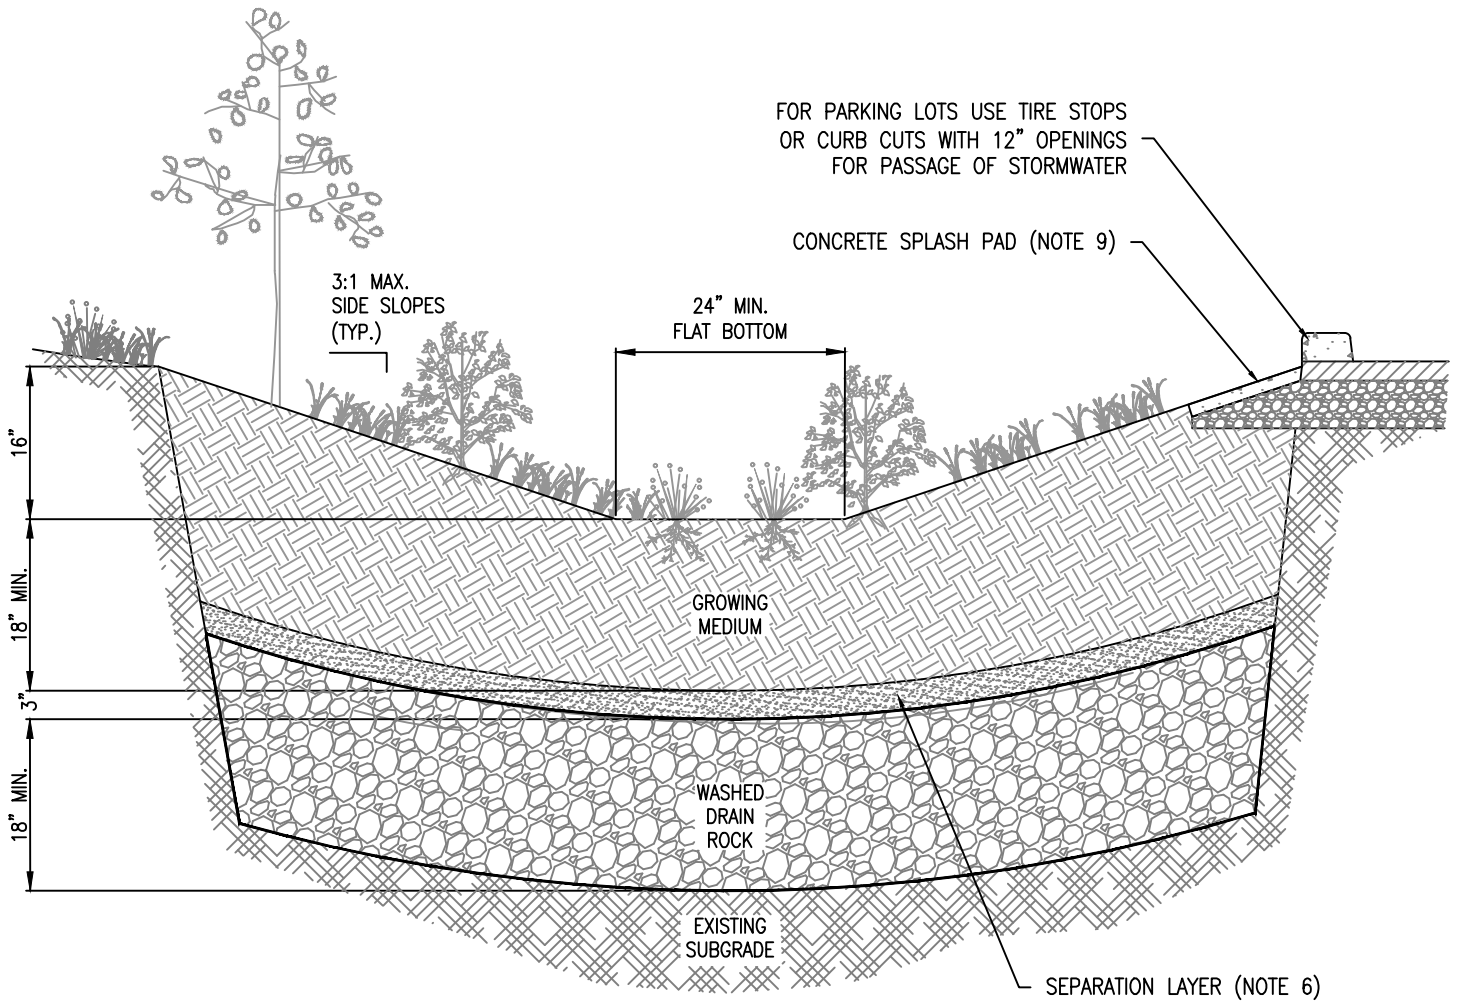 FOR PARKING LOTS USE TIRE STOPS
OR CURB CUTS WITH 12" OPENINGS
FOR PASSAGE OF STORMWATER
CONCRETE SPLASH PAD (NOTE 9)
3:1 MAX.
SIDE SLOPES
(TYP.)
24" MIN.
FLAT BOTTOM
16"
18" MIN.
3"
18" MIN.
GROWING
MEDIUM
WASHED
DRAIN
ROCK
EXISTING
SUBGRADE
SEPARATION LAYER (NOTE 6)